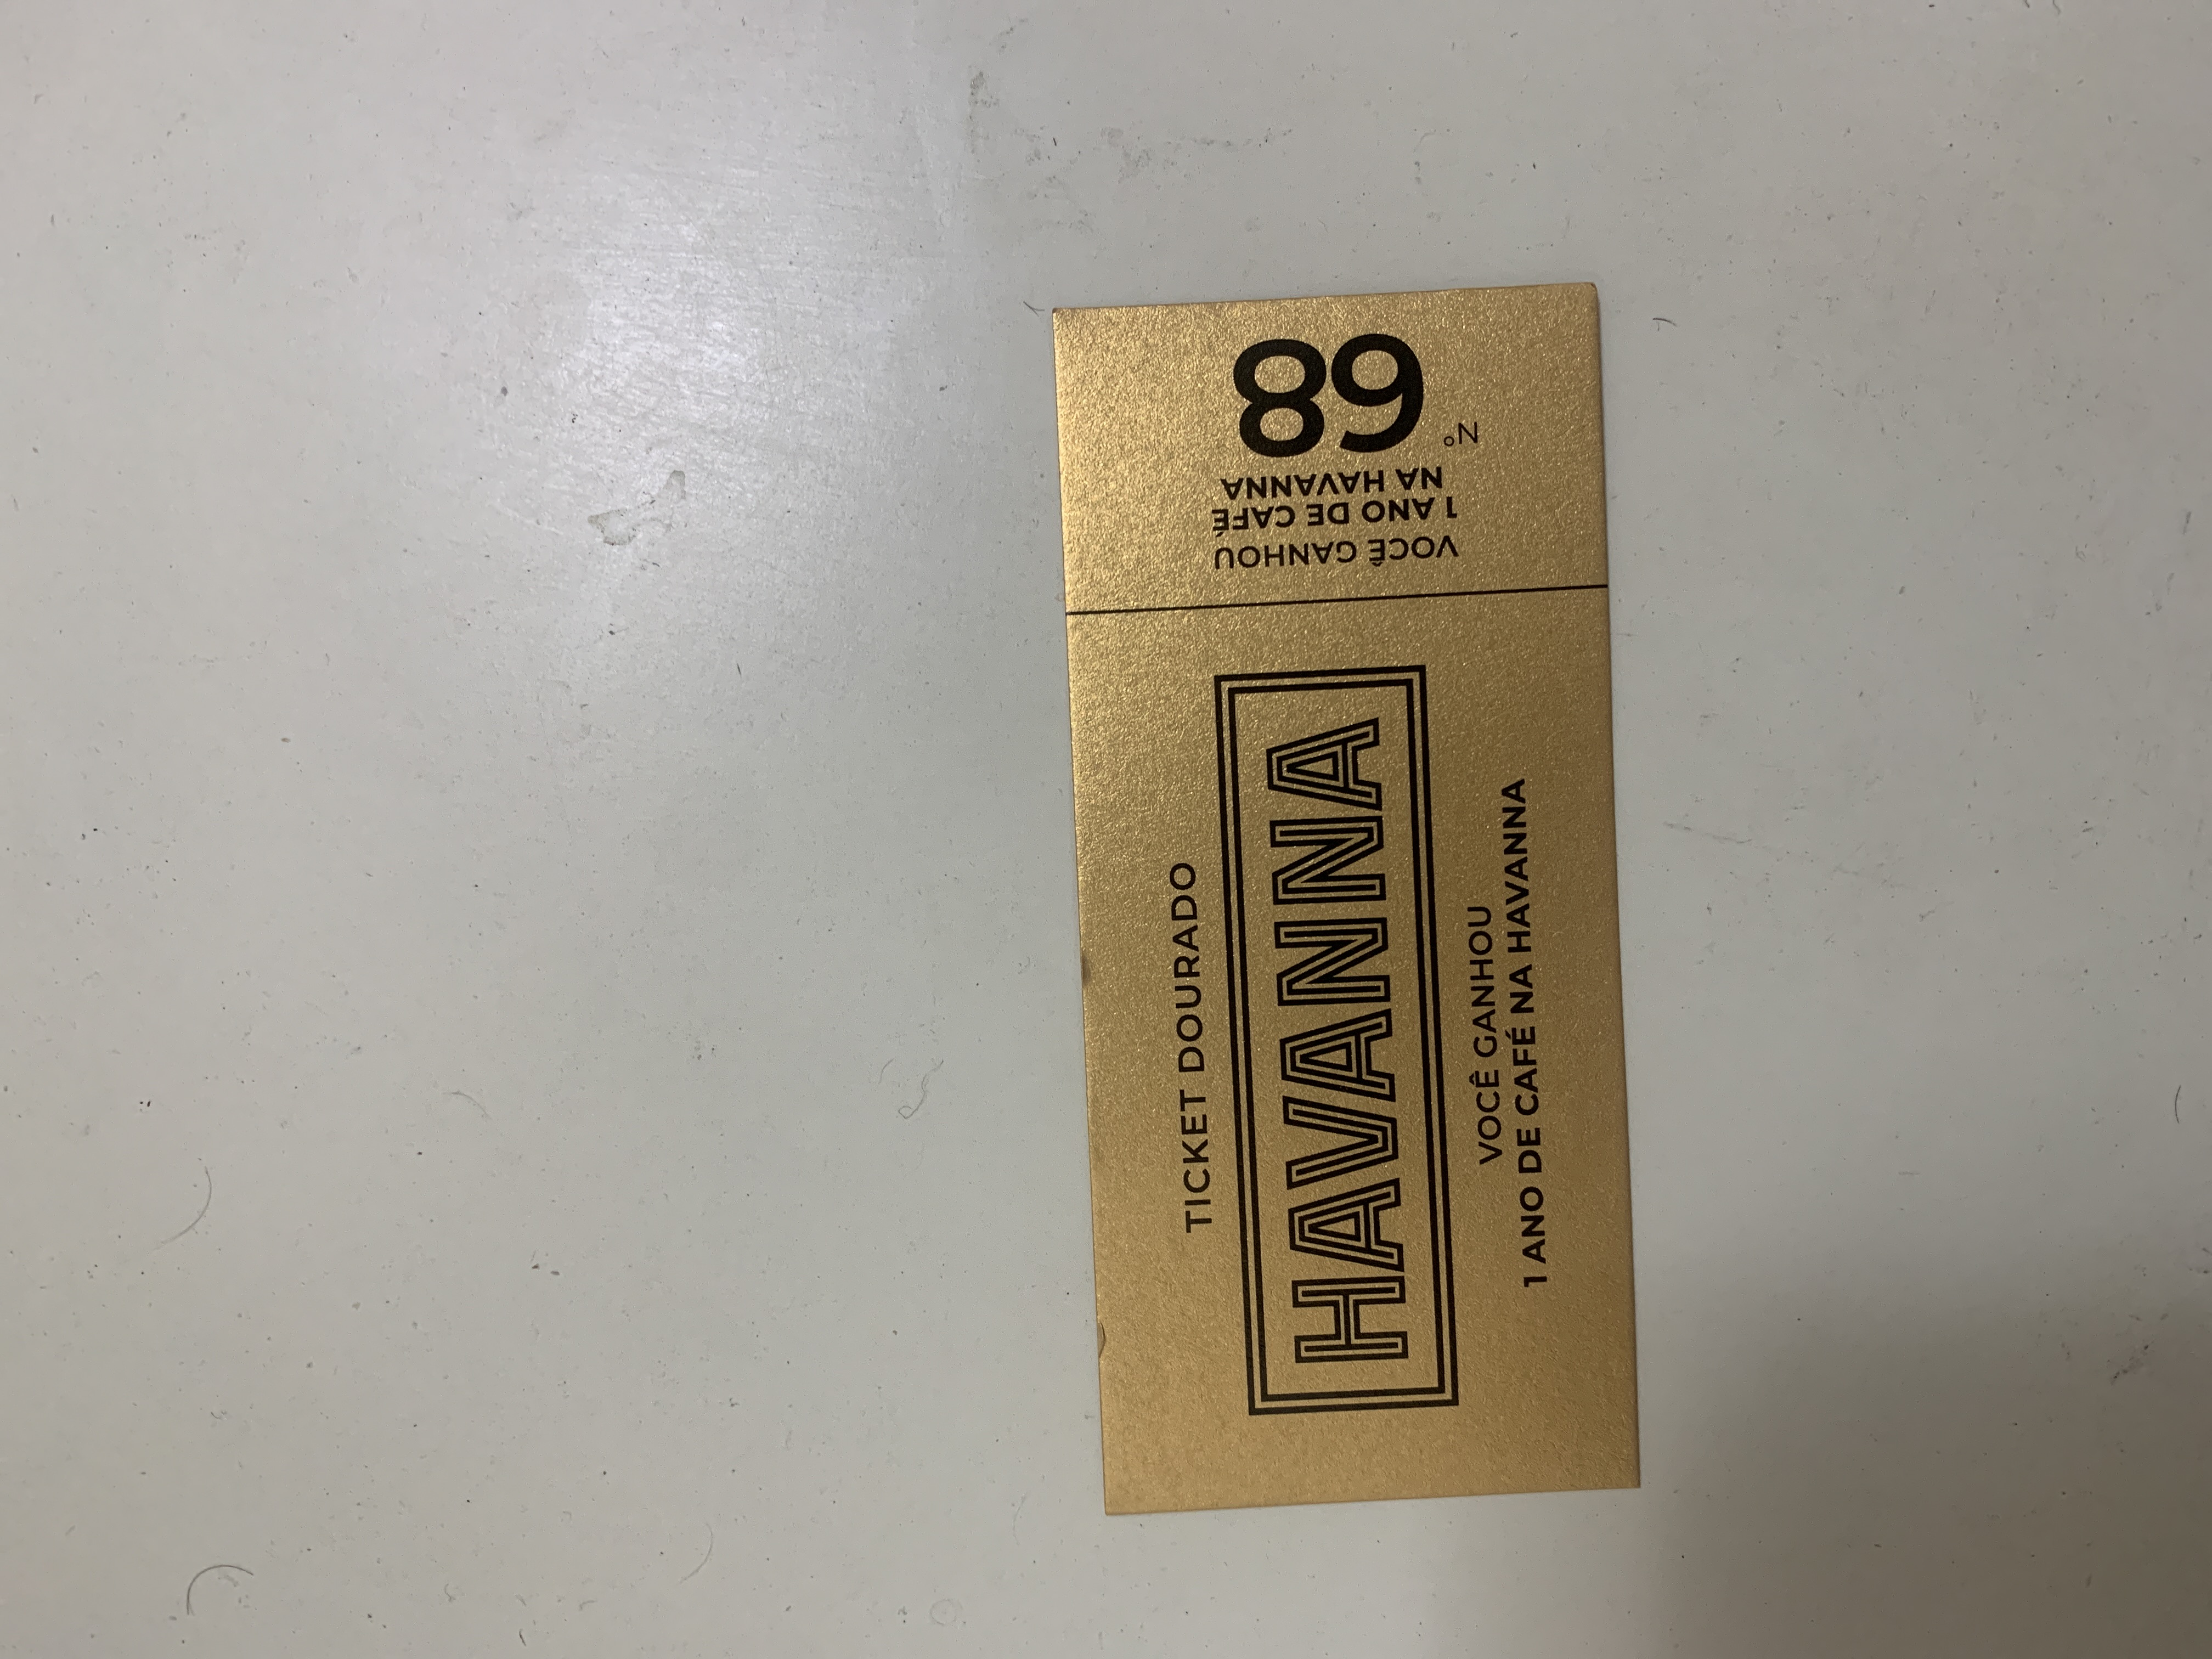 TICKET DOURADO
HAVANNA
VOCÊ GANHOU
1 ANO DE CAFÉ NA HAVANNA
VOCÊ GANHOU
1 ANO DE CAFÉ
NA HAVANNA
Nº 68